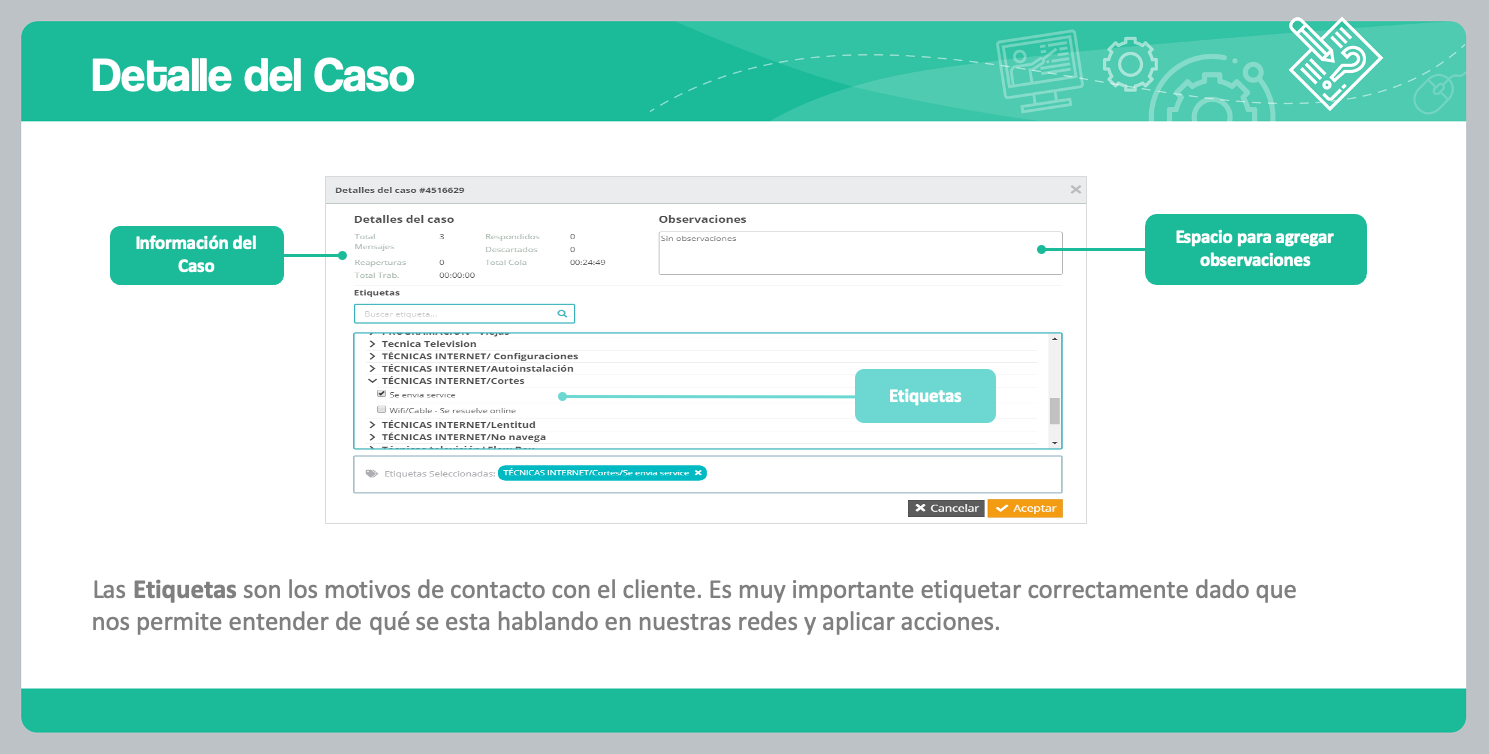 Detalle del Caso
Detalles del caso #4516629
Detalles del caso
Observaciones
Información del
Caso
Total
Mensajes
3
Respondidos
0
Descartados
0
Reaperturas
0
Total Cola
00:24:49
Total Trab.
00:00:00
Sin observaciones
Espacio para agregar
observaciones
Etiquetas
Buscar etiqueta...
Tecnica Television
TÉCNICAS INTERNET/ Configuraciones
TÉCNICAS INTERNET/Autoinstalación
TÉCNICAS INTERNET/Cortes
Se envia service
Wifi/Cable - Se resuelve online
TÉCNICAS INTERNET/Lentitud
TÉCNICAS INTERNET/No navega
Etiquetas
Etiquetas Seleccionadas: TÉCNICAS INTERNET/Cortes/Se envia service
Cancelar
Aceptar
Las Etiquetas son los motivos de contacto con el cliente. Es muy importante etiquetar correctamente dado que
nos permite entender de qué se esta hablando en nuestras redes y aplicar acciones.